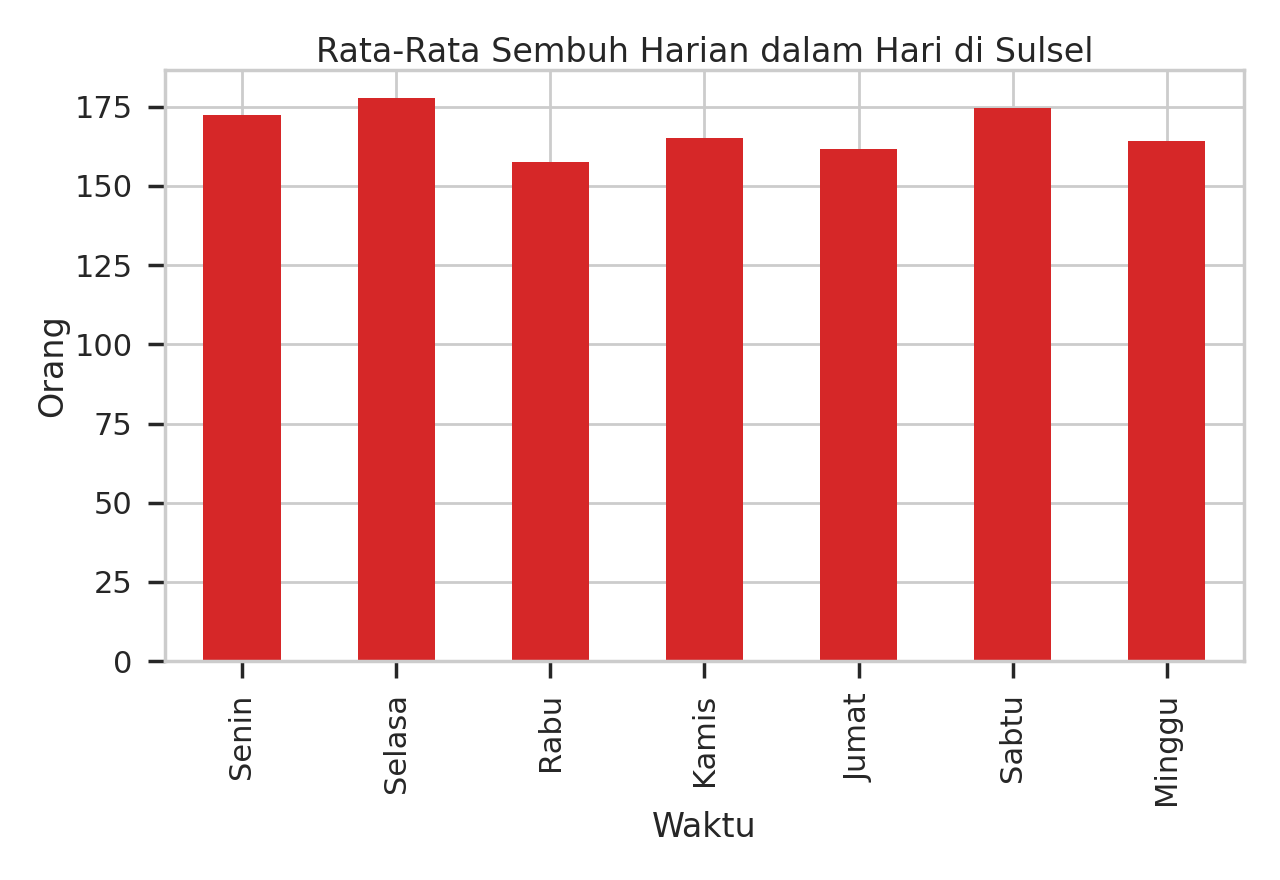 Rata-Rata Sembuh Harian dalam Hari di Sulsel
Orang
175
150
125
100
75
50
25
0
Senin
Selasa
Rabu
Kamis
Jumat
Sabtu
Minggu
Waktu